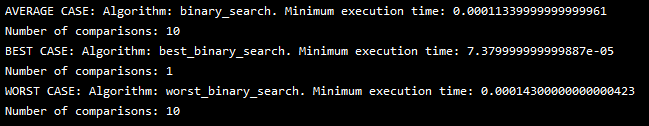 AVERAGE CASE: Algorithm: binary_search. Minimum execution time: 0.00011339999999999961
Number of comparisons: 10
BEST CASE: Algorithm: best_binary_search. Minimum execution time: 7.379999999999887e-05
Number of comparisons: 1
WORST CASE: Algorithm: worst_binary_search. Minimum execution time: 0.00014300000000000423
Number of comparisons: 10